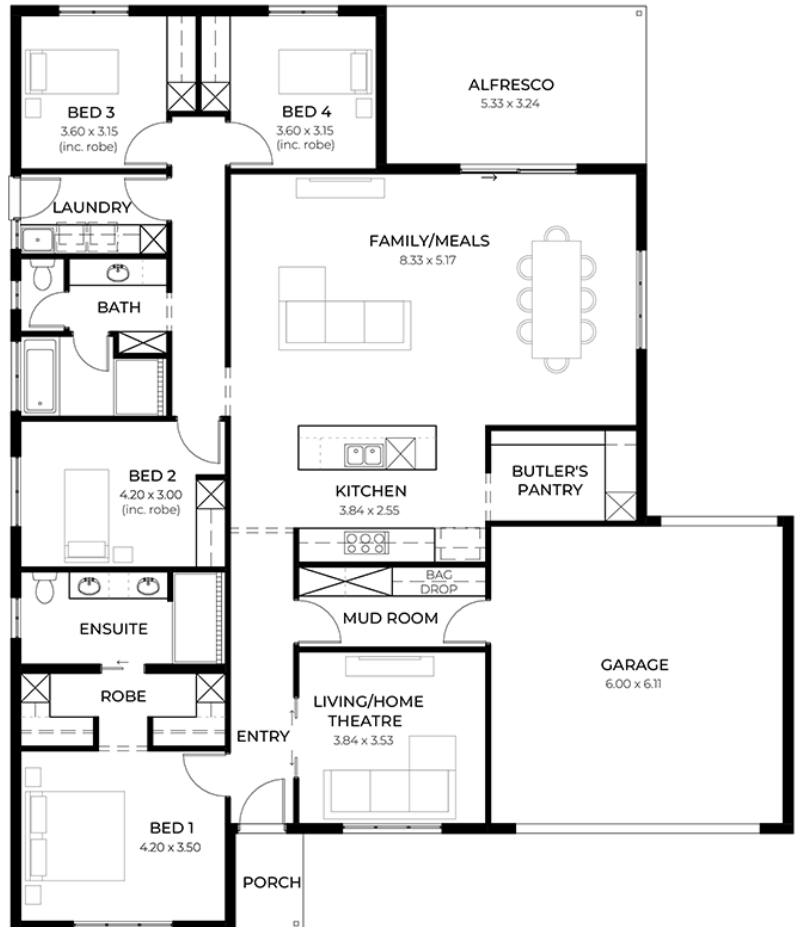 BED 3
3.60 x 3.15
(inc. robe)
BED 4
3.60 x 3.15
(inc. robe)
ALFRESCO
5.33 x 3.24
LAUNDRY
FAMILY/MEALS
8.33 x 5.17
BATH
BED 2
4.20 x 3.00
(inc. robe)
KITCHEN
3.84 x 2.55
BUTLER'S
PANTRY
BAG
DROP
MUD ROOM
ENSUITE
ROBE
GARAGE
6.00 x 6.11
LIVING/HOME
THEATRE
3.84 x 3.53
ENTRY
BED 1
4.20 x 3.50
PORCH